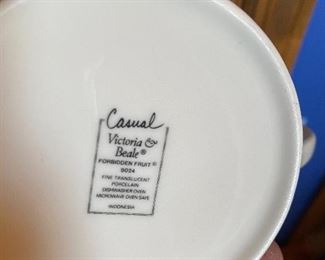 Casual
Victoria &
Beale®
FORBIDDEN FRUIT®
9024
FINE TRANSLUCENT
PORCELAIN
DISHWASHER OVEN
MICROWAVE OVEN SAFE
INDONESIA